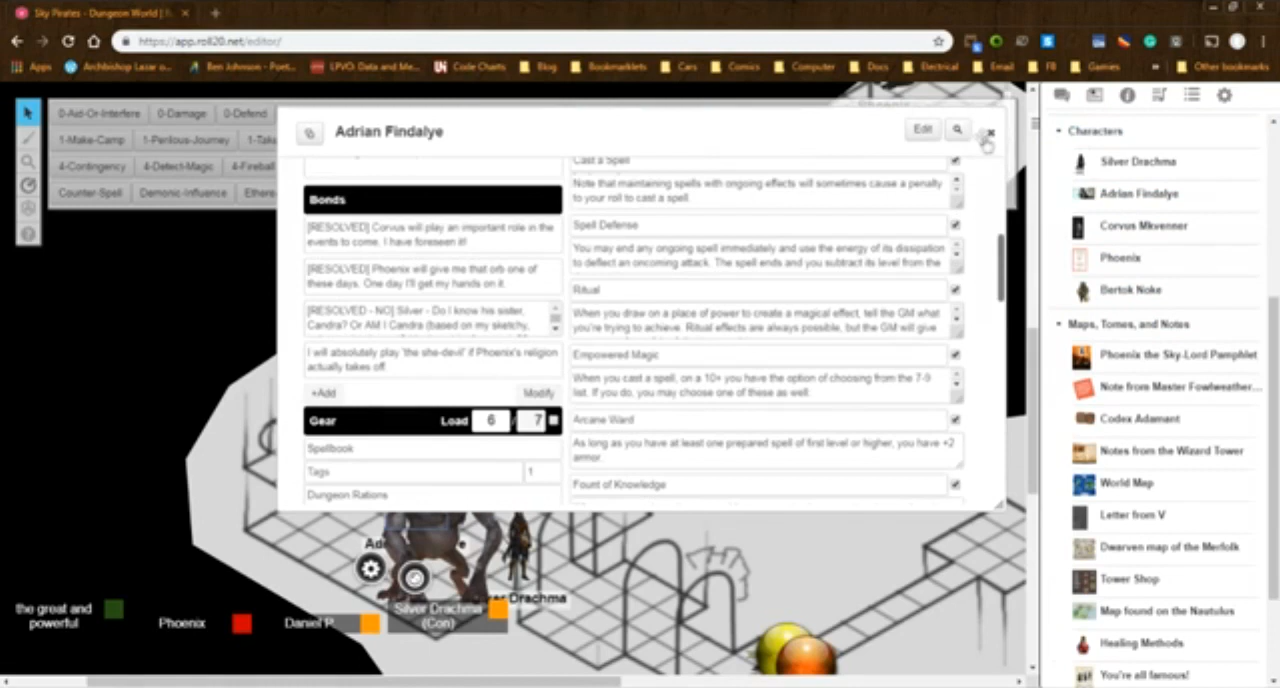 Sky Pirates - Dungeon World |
https://app.roll20.net/editor/
Apps
Archbishop Lazar o...
Ben Johnson - Poet...
LPVO: Data and Me...
Code Charts
Blog
Bookmarklets
Cars
Comics
Computer
Docs
Electrical
Email
FB
Games
»
Other bookmarks
0-Aid-Or-Interfere
0-Damage
0-Defend
1-Make-Camp
1-Perilous-Journey
1-Take
4-Contingency
4-Detect-Magic
4-Fireball
Counter-Spell
Demonic-Influence
Adrian Findalye
Edit
Bonds
[RESOLVED] Corvus will play an important role in the
events to come. I have foreseen it!
[RESOLVED] Phoenix will give me that orb one of
these days. One day I'll get my hands on it.
[RESOLVED - NO] Silver - Do I know his sister,
Candra? Or AM I Candra (based on my sketchy,
I will absolutely play 'the she-devil' if Phoenix's religion
actually takes off.
+Add
Modify
Gear
Load 6 / 7
Spellbook
Tags
1
Dungeon Rations
Cast a Spell
Note that maintaining spells with ongoing effects will sometimes cause a penalty
to your roll to cast a spell.
Spell Defense
You may end any ongoing spell immediately and use the energy of its dissipation
to deflect an oncoming attack. The spell ends and you subtract its level from the
Ritual
When you draw on a place of power to create a magical effect, tell the GM what
you're trying to achieve. Ritual effects are always possible, but the GM will give
Empowered Magic
When you cast a spell, on a 10+ you have the option of choosing from the 7-9
list. If you do, you may choose one of these as well:
Arcane Ward
As long as you have at least one prepared spell of first level or higher, you have +2
armor.
Fount of Knowledge
Phoenix
Drachma
the great and
powerful
Phoenix
Daniel P.
Silver Drachma
(Con)
Characters
Silver Drachma
Adrian Findalye
Corvus Mkvenner
Phoenix
Bertok Noke
Maps, Tomes, and Notes
Phoenix the Sky-Lord Pamphlet
Note from Master Fowlweather...
Codex Adamant
Notes from the Wizard Tower
World Map
Letter from V
Dwarven map of the Merfolk
Tower Shop
Map found on the Nautulus
Healing Methods
You're all famous!